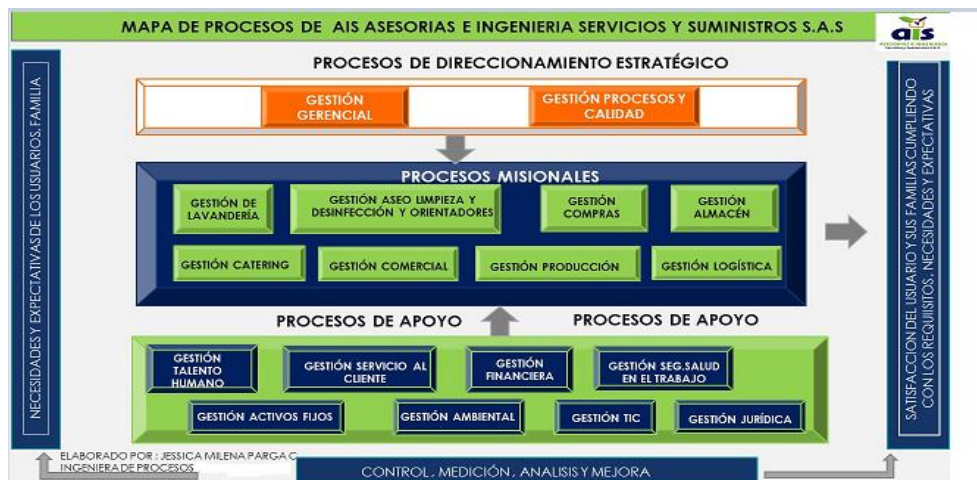 MAPA DE PROCESOS DE AIS ASESORIAS E INGENIERIA SERVICIOS Y SUMINISTROS S.A.S
ais
PROCESOS DE DIRECCIONAMIENTO ESTRATÉGICO
GESTIÓN
GERENCIAL
GESTIÓN PROCESOS Y
CALIDAD
NECESIDADES Y EXPECTATIVAS DE LOS USUARIOS, FAMILIA
PROCESOS MISIONALES
GESTIÓN DE
LAVANDERÍA
GESTIÓN ASEO LIMPIEZA Y
DESINFECCIÓN Y ORIENTADORES
GESTIÓN
COMPRAS
GESTIÓN
ALMACÉN
GESTIÓN CATERING
GESTIÓN COMERCIAL
GESTIÓN PRODUCCIÓN
GESTIÓN LOGÍSTICA
SATISFACCION DEL USUARIO Y SUS FAMILIAS CUMPLIENDO
CON LOS REQUIISITOS, NECESIDADES Y EXPECTATIVAS
PROCESOS DE APOYO
PROCESOS DE APOYO
GESTIÓN
TALENTO
HUMANO
GESTIÓN SERVICIO AL
CLIENTE
GESTIÓN
FINANCIERA
GESTIÓN SEG.SALUD
EN EL TRABAJO
GESTIÓN ACTIVOS FIJOS
GESTIÓN AMBIENTAL
GESTIÓN TIC
GESTIÓN JURÍDICA
ELABORADO POR : JESSICA MILENA PARGA C
INGENIERA DE PROCESOS
CONTROL, MEDICIÓN, ANALISIS Y MEJORA